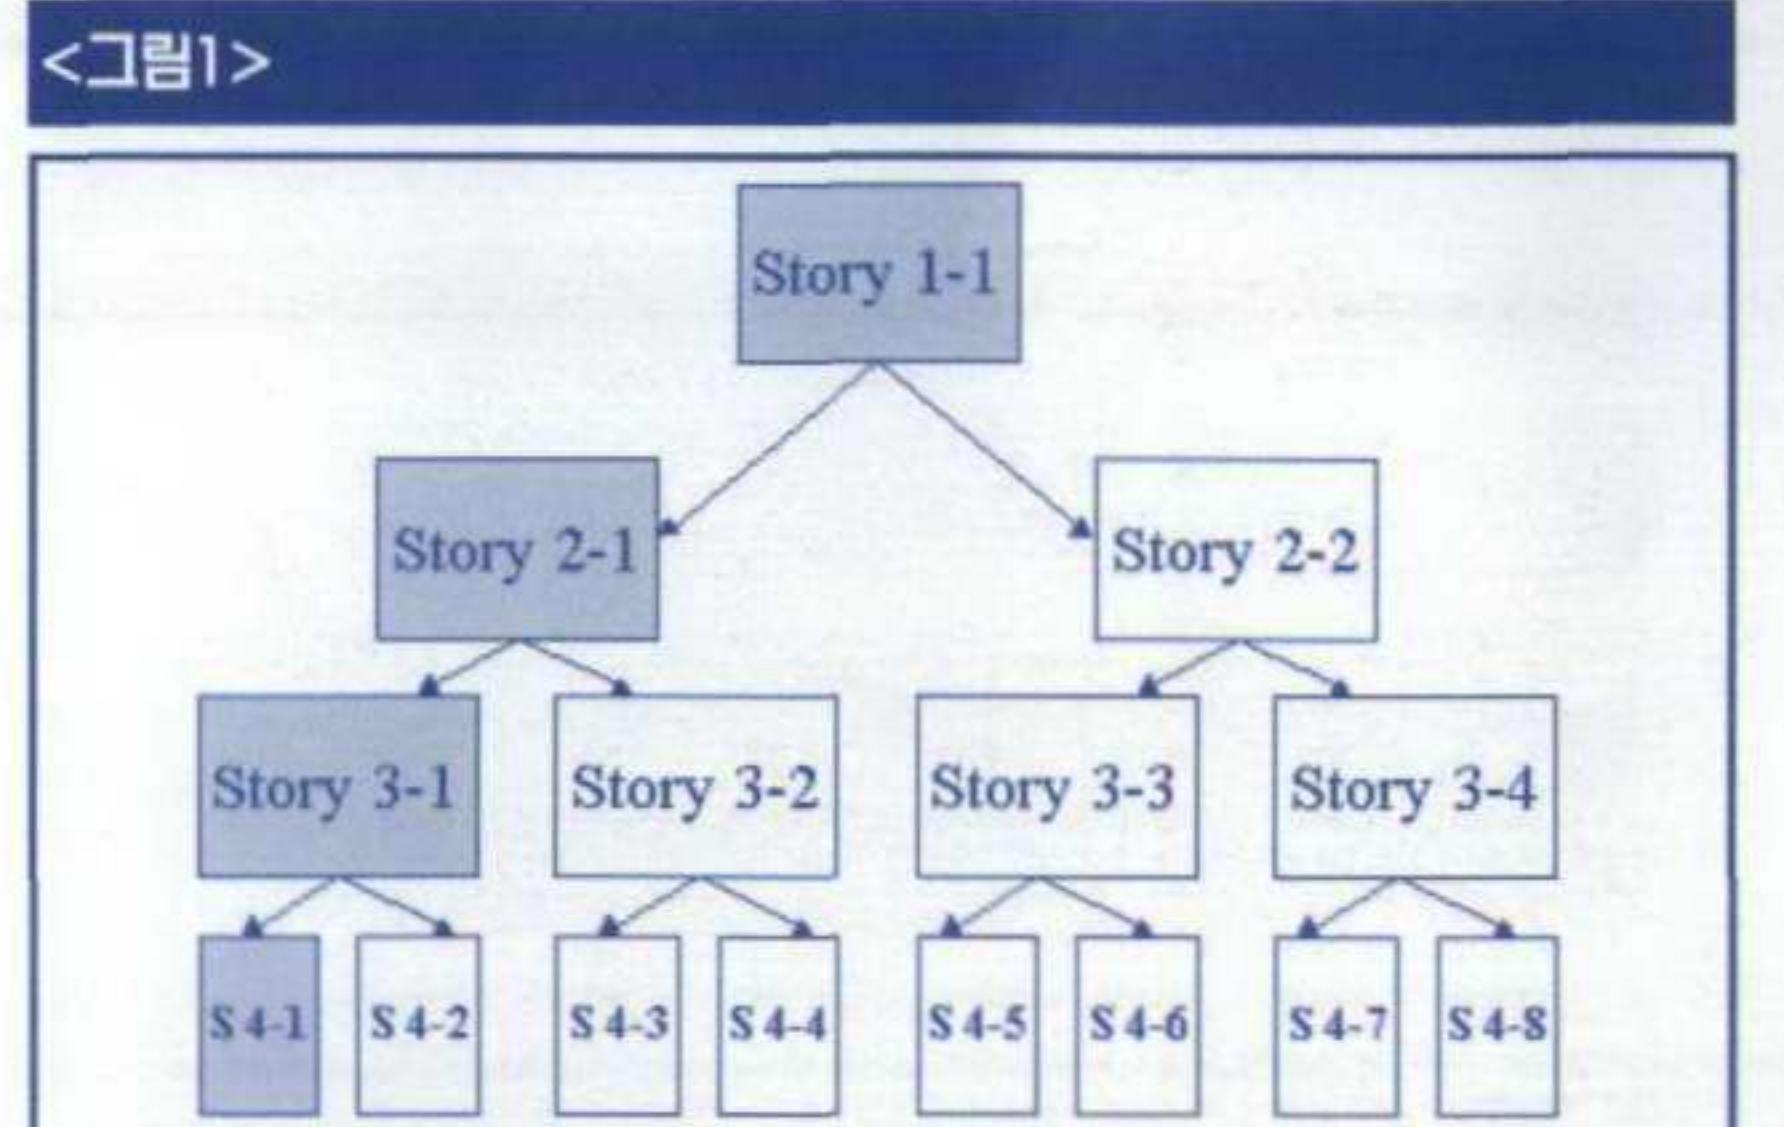 <그림1>
Story 1-1
Story 2-1
Story 2-2
Story 3-1
Story 3-2
Story 3-3
Story 3-4
S 4-1
S 4-2
S 4-3
S 4-4
S 4-5
S 4-6
S 4-7
S 4-8